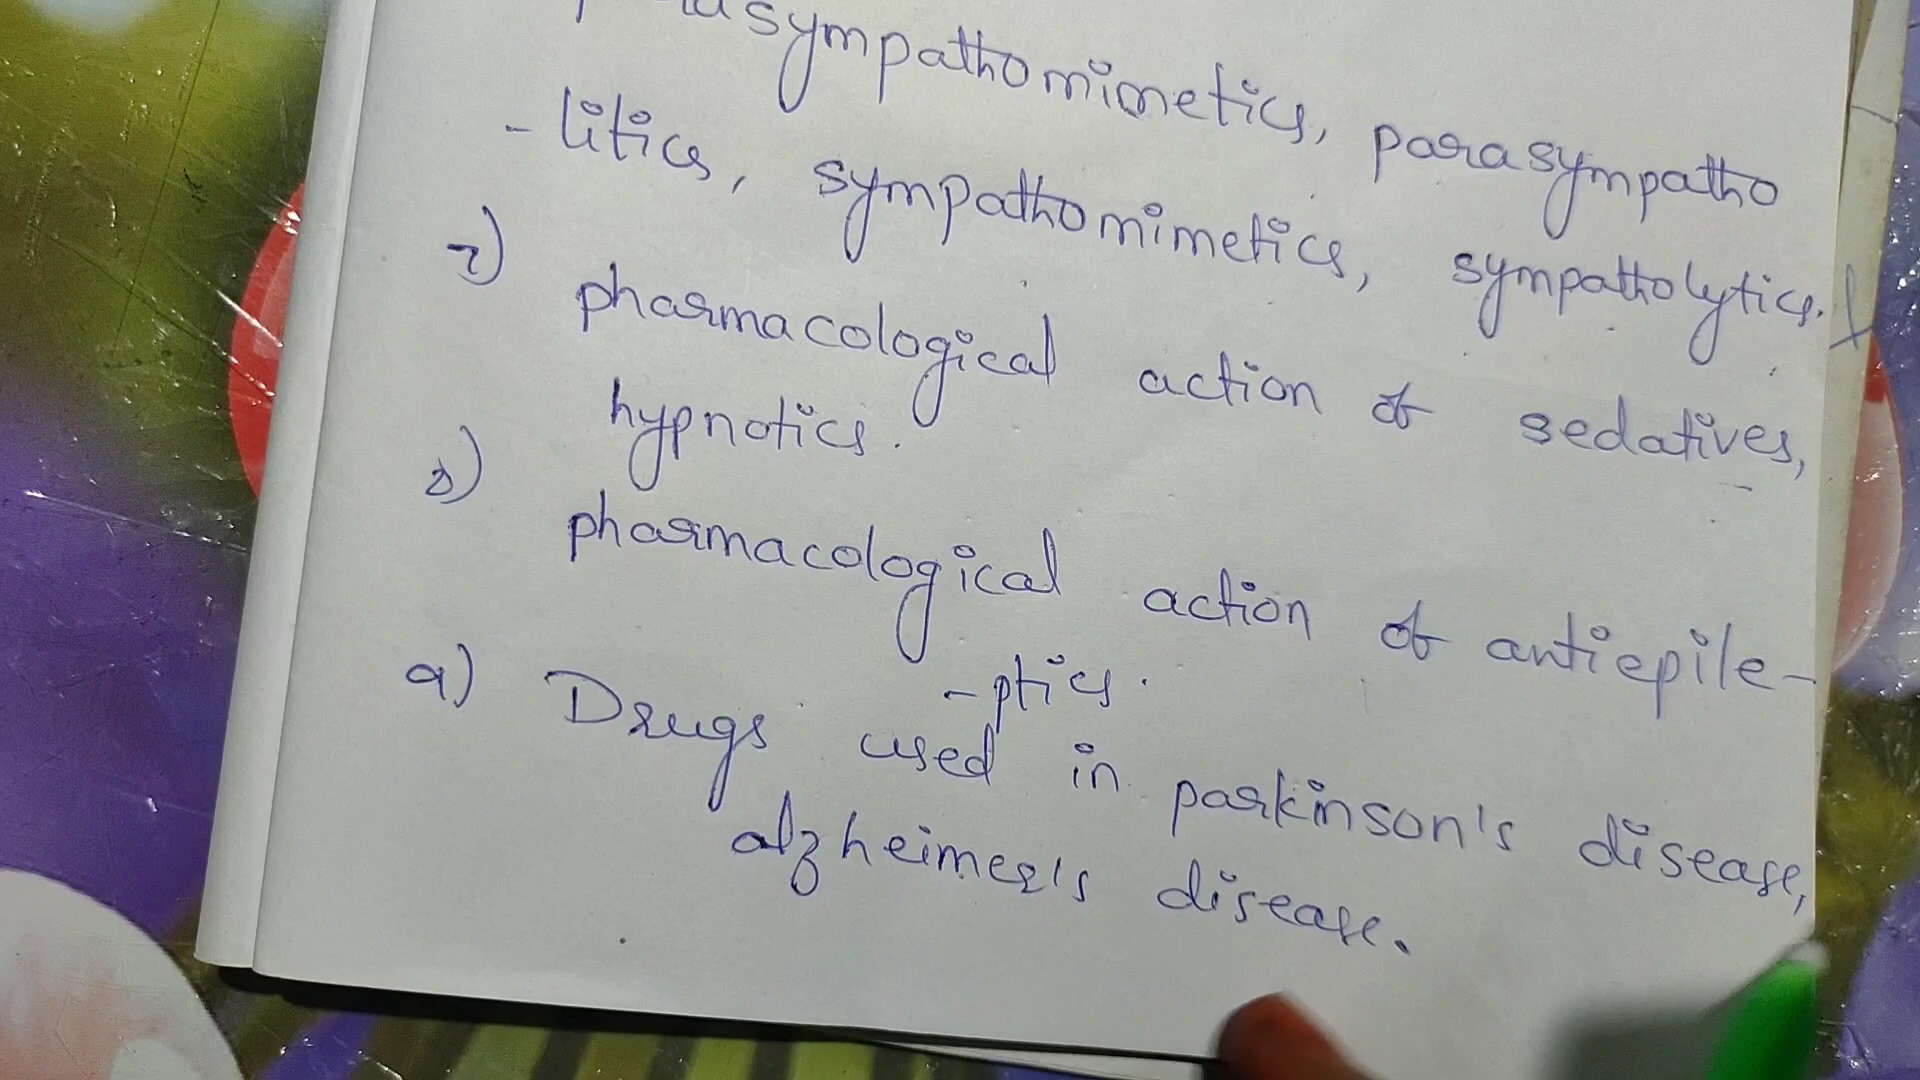 parasympathomimetics, parasympatho
-litics, sympathomimetics, sympatholytics.
7) pharmacological action of sedatives,
hypnotics.
8) pharmacological action of antiepile-
-ptics.
9) Drugs used in parkinson's disease,
alzheimer's disease.